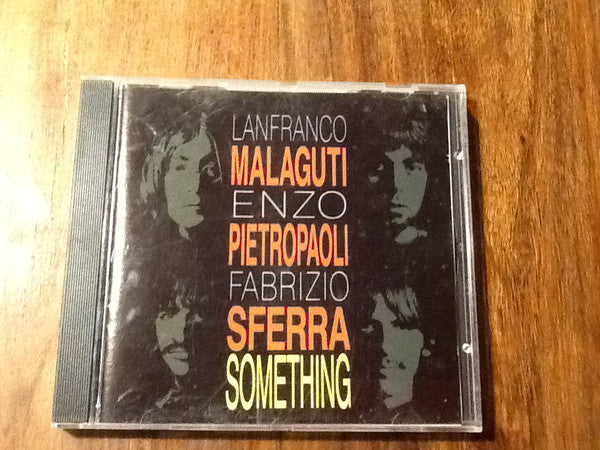 LANFRANCO
MALAGUTI
ENZO
PIETROPAOLI
FABRIZIO
SFERRA
SOMETHING